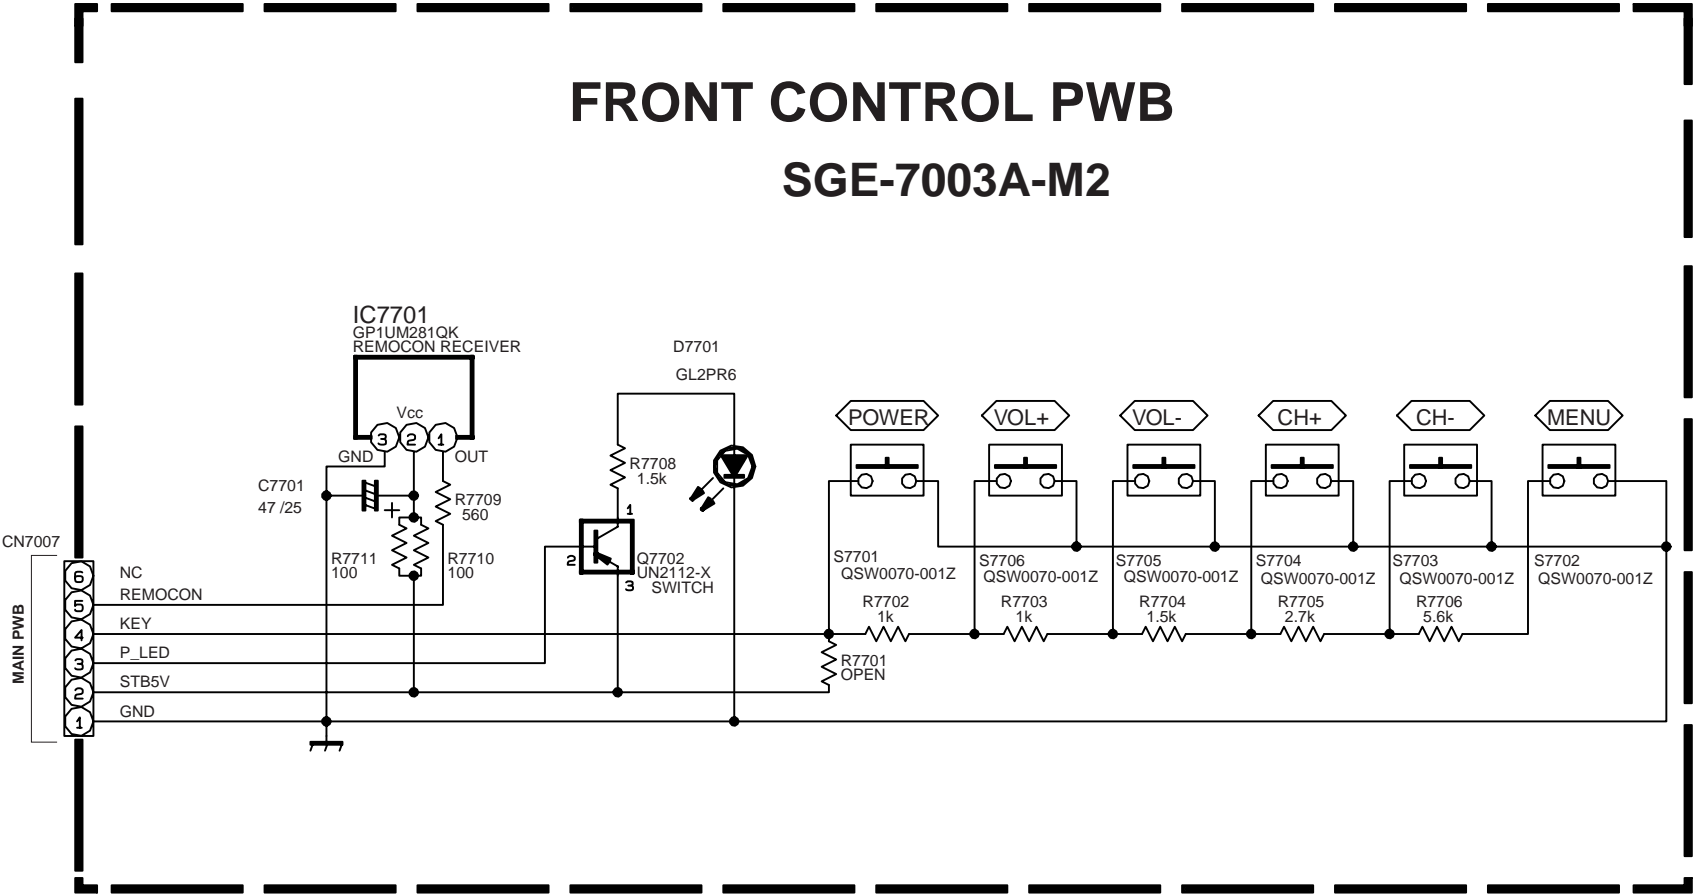 FRONT CONTROL PWB
SGE-7003A-M2
IC7701
GP1UM281QK
REMOCON RECEIVER
Vcc
3
2
1
GND
OUT
C7701
47 /25
+
R7709
560
R7711
100
R7710
100
D7701
GL2PR6
R7708
1.5k
1
2
3
Q7702
UN2112-X
SWITCH
POWER
VOL+
VOL-
CH+
CH-
MENU
S7701
QSW0070-001Z
S7706
QSW0070-001Z
S7705
QSW0070-001Z
S7704
QSW0070-001Z
S7703
QSW0070-001Z
S7702
QSW0070-001Z
R7702
1k
R7703
1k
R7704
1.5k
R7705
2.7k
R7706
5.6k
R7701
OPEN
CN7007
MAIN PWB
6 NC
5 REMOCON
4 KEY
3 P_LED
2 STB5V
1 GND